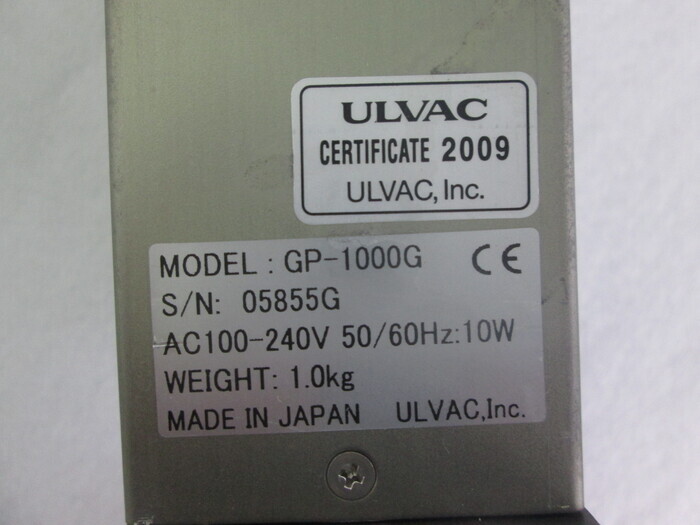 ULVAC
CERTIFICATE 2009
ULVAC, Inc.
MODEL : GP-1000G CE
S/N: 05855G
AC100-240V 50/60Hz:10W
WEIGHT: 1.0kg
MADE IN JAPAN ULVAC,Inc.